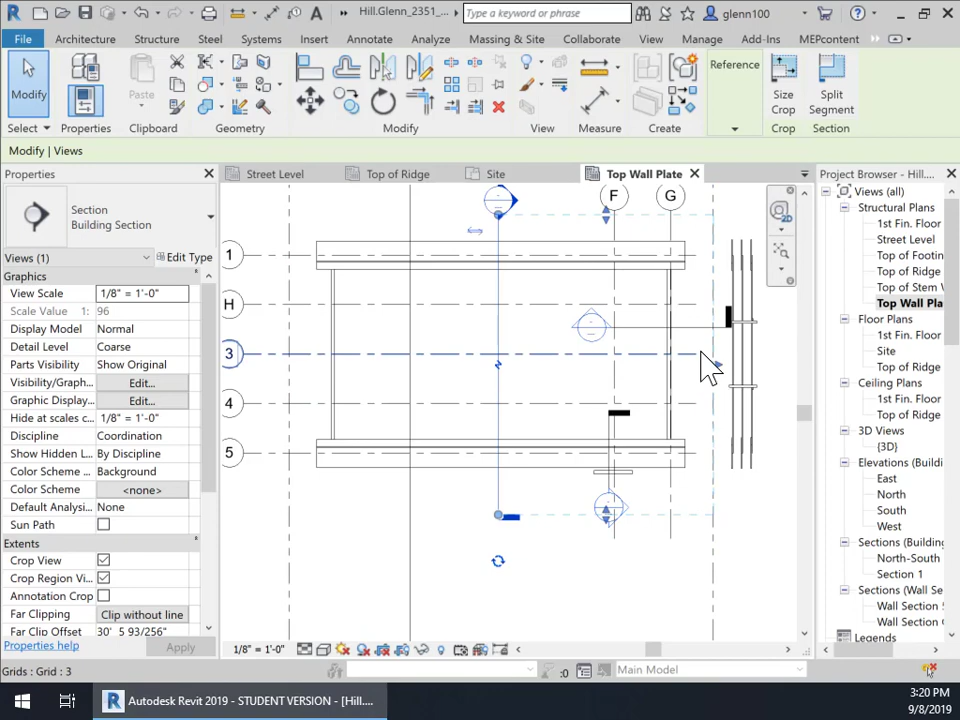 Hill.Glenn_2351_...
Type a keyword or phrase
glenn100
File Architecture Structure Steel Systems Insert Annotate Analyze Massing & Site Collaborate View Manage Add-Ins MEPcontent
Modify
Paste
Reference
Size Crop
Split Segment
Select Properties Clipboard Geometry Modify View Measure Create Crop Section
Modify | Views
Properties
Street Level
Top of Ridge
Site
Top Wall Plate
Project Browser - Hill....
Section
Building Section
Views (1)
Edit Type
Graphics
View Scale 1/8" = 1'-0"
Scale Value 1: 96
Display Model Normal
Detail Level Coarse
Parts Visibility Show Original
Visibility/Graph... Edit...
Graphic Display... Edit...
Hide at scales c... 1/8" = 1'-0"
Discipline Coordination
Show Hidden L... By Discipline
Color Scheme ... Background
Color Scheme <none>
Default Analysi... None
Sun Path
Extents
Crop View
Crop Region Vi...
Annotation Crop
Far Clipping Clip without line
Far Clip Offset 30' 5 93/256"
Properties help
Apply
F G
1
H
3
4
5
2D
Views (all)
Structural Plans
1st Fin. Floor
Street Level
Top of Footin
Top of Ridge
Top of Stem
Top Wall Plat
Floor Plans
1st Fin. Floor
Site
Top of Ridge
Ceiling Plans
1st Fin. Floor
Top of Ridge
3D Views
{3D}
Elevations (Buildi
East
North
South
West
Sections (Building
North-South
Section 1
Sections (Wall Sec
Wall Section
Wall Section
Legends
1/8" = 1'-0"
Grids : Grid : 3
:0
Main Model
Autodesk Revit 2019 - STUDENT VERSION - [Hill....
3:20 PM
9/8/2019